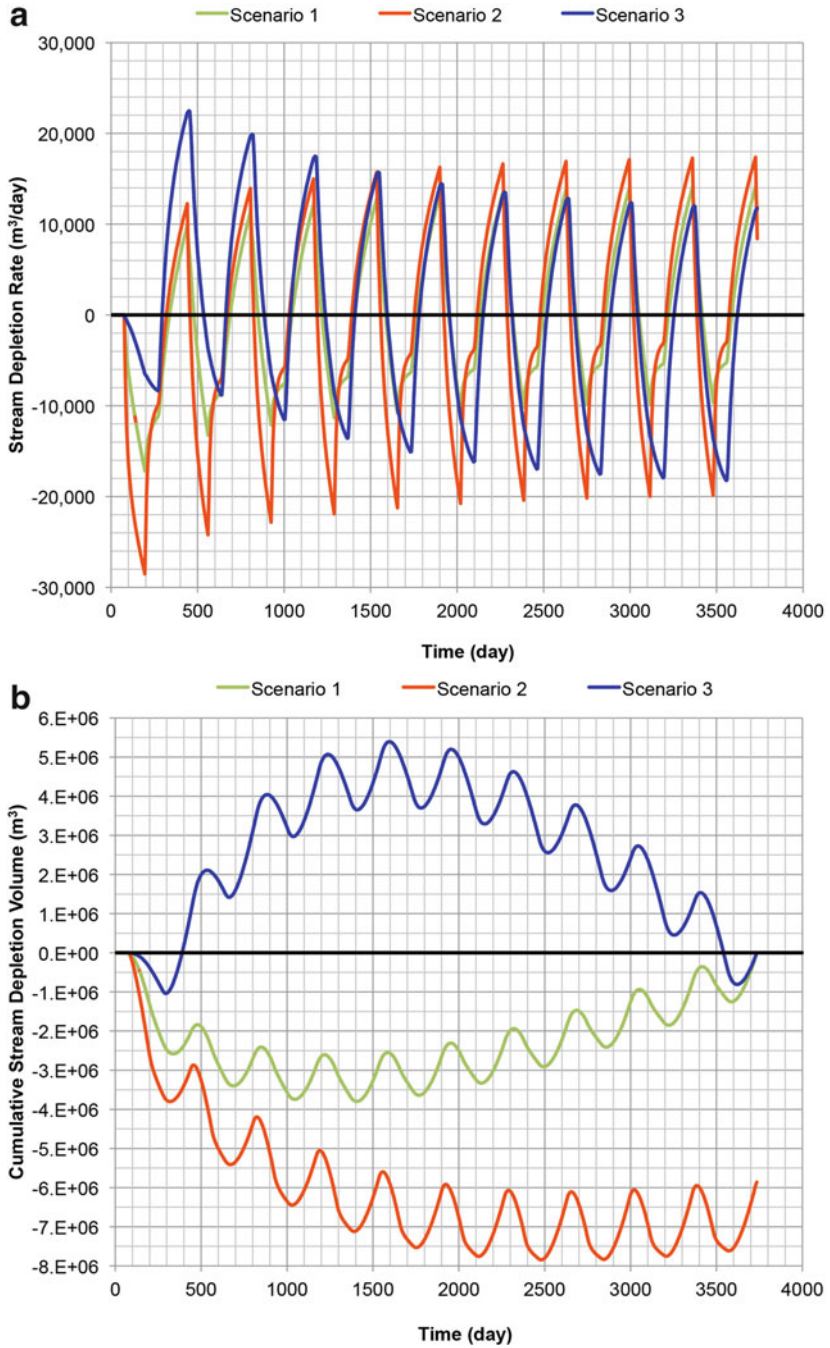 a
Scenario 1 Scenario 2 Scenario 3
30,000
20,000
10,000
0
-10,000
-20,000
-30,000
Stream Depletion Rate (m³/day)
0 500 1000 1500 2000 2500 3000 3500 4000
Time (day)
b
Scenario 1 Scenario 2 Scenario 3
6.E+06
5.E+06
4.E+06
3.E+06
2.E+06
1.E+06
0.E+00
-1.E+06
-2.E+06
-3.E+06
-4.E+06
-5.E+06
-6.E+06
-7.E+06
-8.E+06
Cumulative Stream Depletion Volume (m³)
0 500 1000 1500 2000 2500 3000 3500 4000
Time (day)